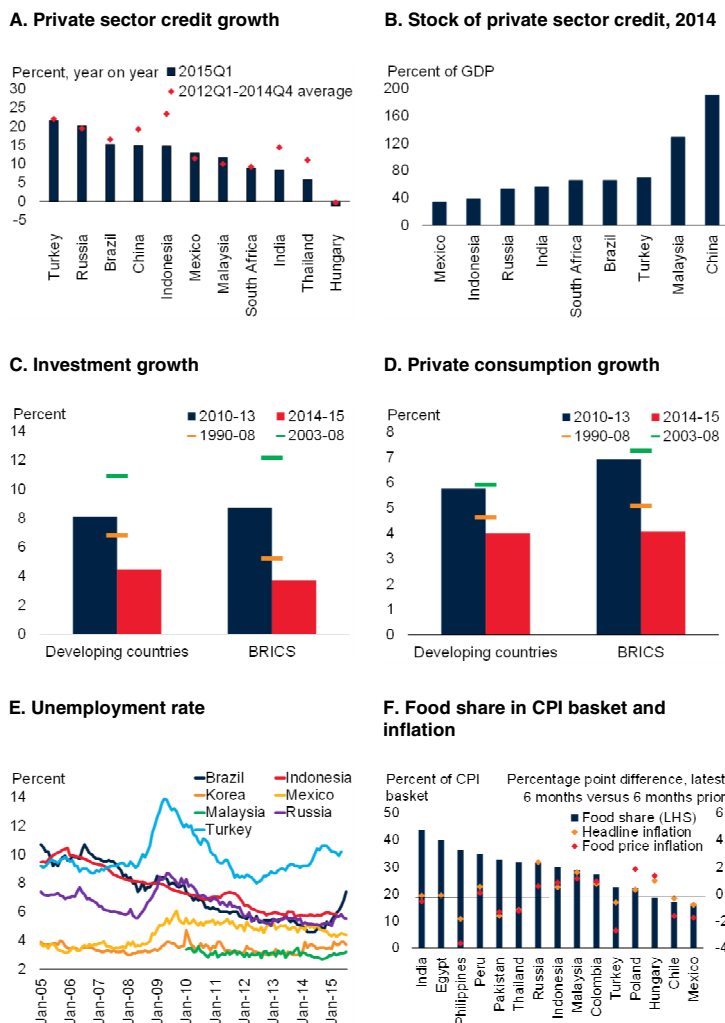 A. Private sector credit growth
Percent, year on year
2015Q1
2012Q1-2014Q4 average
30
25
20
15
10
5
0
-5
Turkey
Russia
Brazil
China
Indonesia
Mexico
Malaysia
South Africa
India
Thailand
Hungary
B. Stock of private sector credit, 2014
Percent of GDP
200
160
120
80
40
0
Mexico
Indonesia
Russia
India
South Africa
Brazil
Turkey
Malaysia
China
C. Investment growth
Percent
2010-13
2014-15
1990-08
2003-08
14
12
10
8
6
4
2
0
Developing countries
BRICS
D. Private consumption growth
Percent
2010-13
2014-15
1990-08
2003-08
8
7
6
5
4
3
2
1
0
Developing countries
BRICS
E. Unemployment rate
Percent
Brazil
Indonesia
Korea
Mexico
Malaysia
Russia
Turkey
14
12
10
8
6
4
2
Jan-05
Jan-06
Jan-07
Jan-08
Jan-09
Jan-10
Jan-11
Jan-12
Jan-13
Jan-14
Jan-15
F. Food share in CPI basket and
inflation
Percent of CPI
basket
Percentage point difference, latest
6 months versus 6 months prior
Food share (LHS)
Headline inflation
Food price inflation
50
40
30
20
10
0
6
4
2
0
-2
-4
India
Egypt
Philippines
Peru
Pakistan
Thailand
Russia
Indonesia
Malaysia
Colombia
Turkey
Poland
Hungary
Chile
Mexico